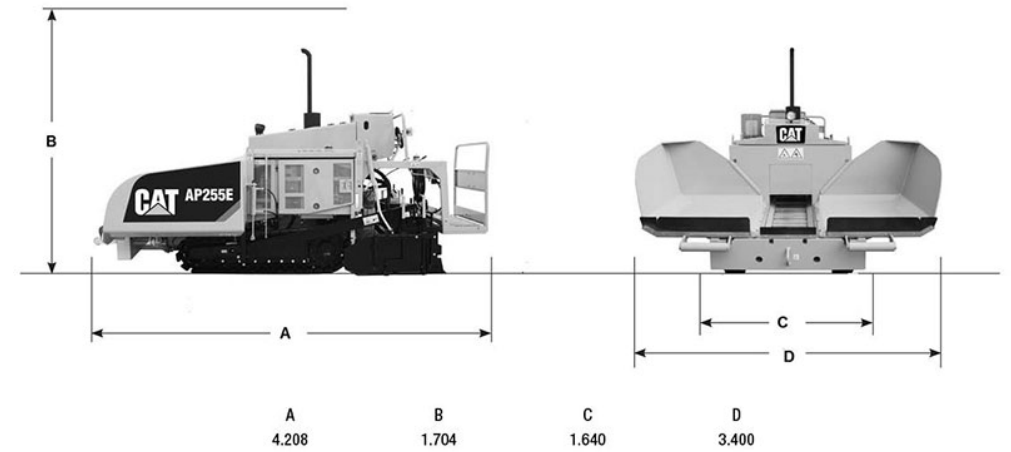 B
CAT AP255E
CAT
A
C
D
A B C D
4.208 1.704 1.640 3.400